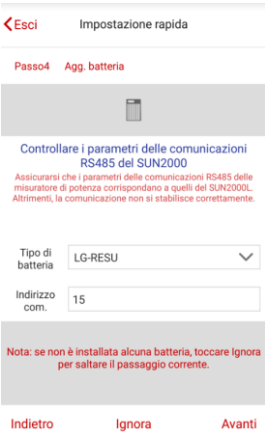 Esci Impostazione rapida
Passo4 Agg. batteria
Controllare i parametri delle comunicazioni
RS485 del SUN2000
Assicurarsi che i parametri delle comunicazioni RS485 delle
misuratore di potenza corrispondano a quelli del SUN2000L.
Altrimenti, la comunicazione non si stabilisce correttamente.
Tipo di
batteria
LG-RESU
Indirizzo
com.
15
Nota: se non è installata alcuna batteria, toccare Ignora
per saltare il passaggio corrente.
Indietro Ignora Avanti